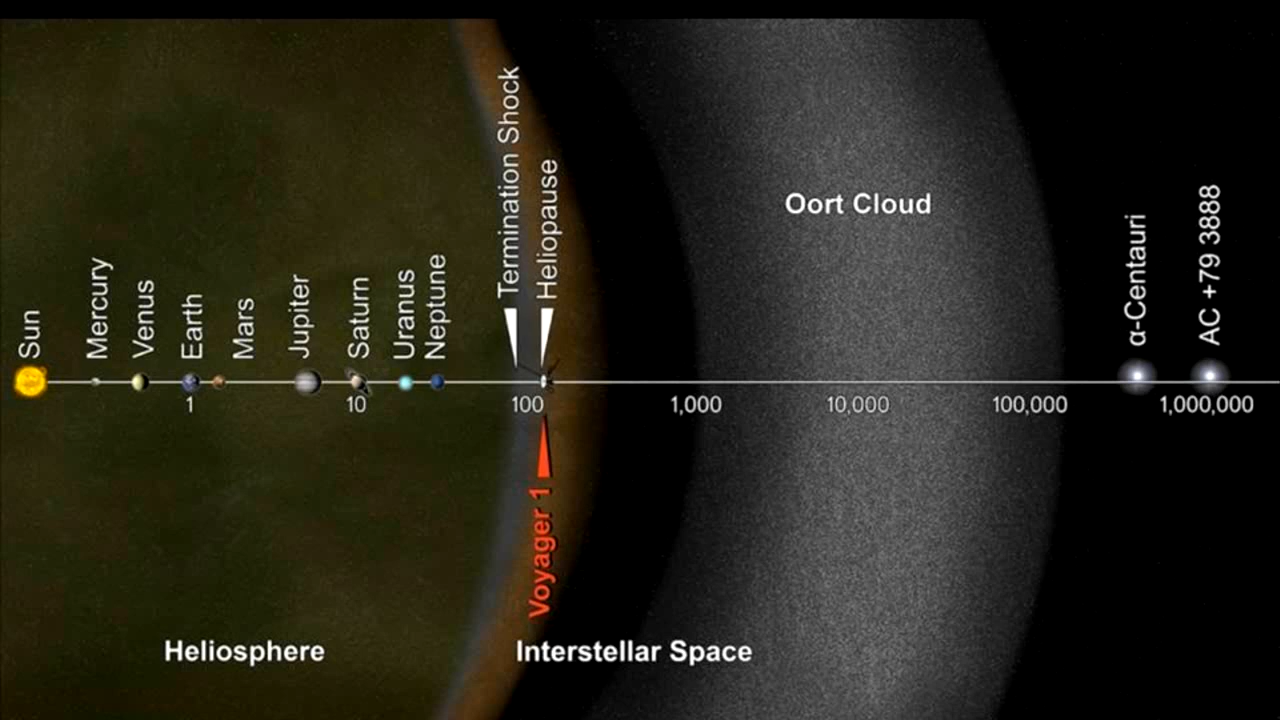 Sun
Mercury
Venus
Earth
Mars
Jupiter
Saturn
Uranus
Neptune
Termination Shock
Heliopause
Oort Cloud
α-Centauri
AC +79 3888
1
10
100
1,000
10,000
100,000
1,000,000
Voyager 1
Heliosphere
Interstellar Space